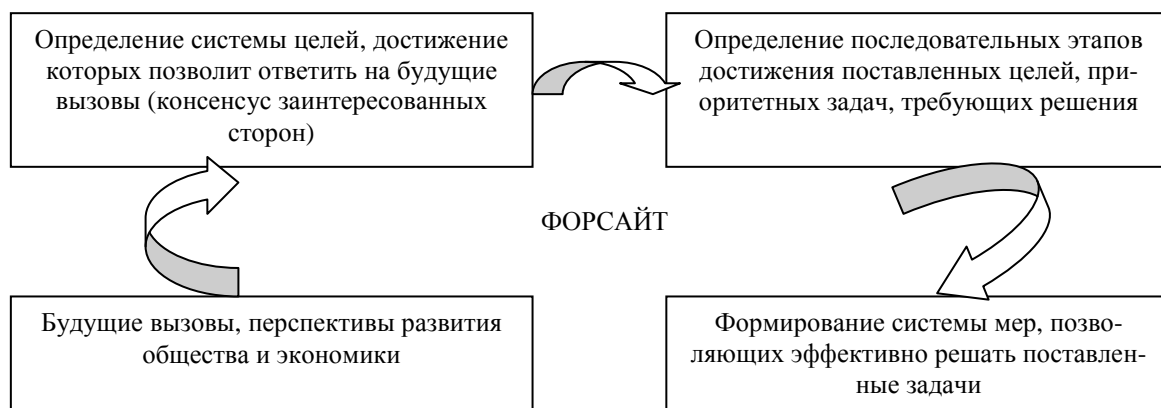 Определение системы целей, достижение
которых позволит ответить на будущие
вызовы (консенсус заинтересованных
сторон)
Определение последовательных этапов
достижения поставленных целей, при-
оритетных задач, требующих решения
ФОРСАЙТ
Будущие вызовы, перспективы развития
общества и экономики
Формирование системы мер, позво-
ляющих эффективно решать поставлен-
ные задачи